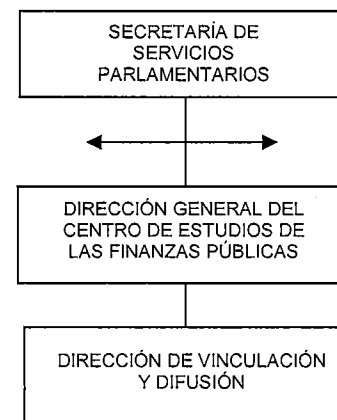 SECRETARÍA DE
SERVICIOS
PARLAMENTARIOS
DIRECCIÓN GENERAL DEL
CENTRO DE ESTUDIOS DE
LAS FINANZAS PÚBLICAS
DIRECCIÓN DE VINCULACIÓN
Y DIFUSIÓN